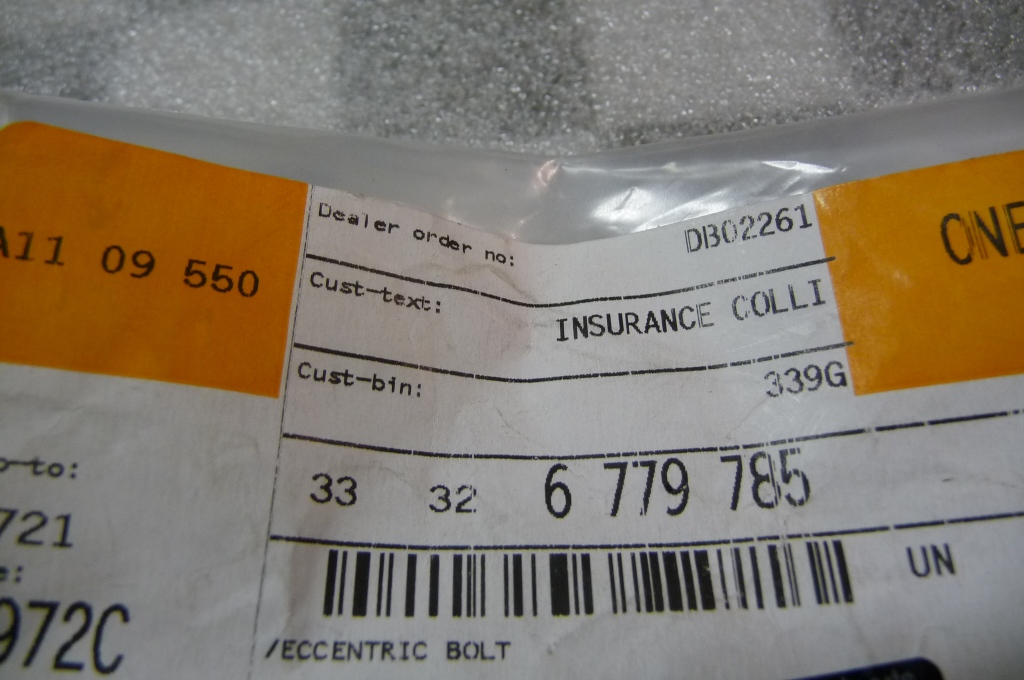 A11 09 550
Dealer order no: DB02261
ONE
Cust-text: INSURANCE COLLI
Cust-bin: 339G
33 32 6 779 785
-to:
721
UN
e:
972C
/ECCENTRIC BOLT